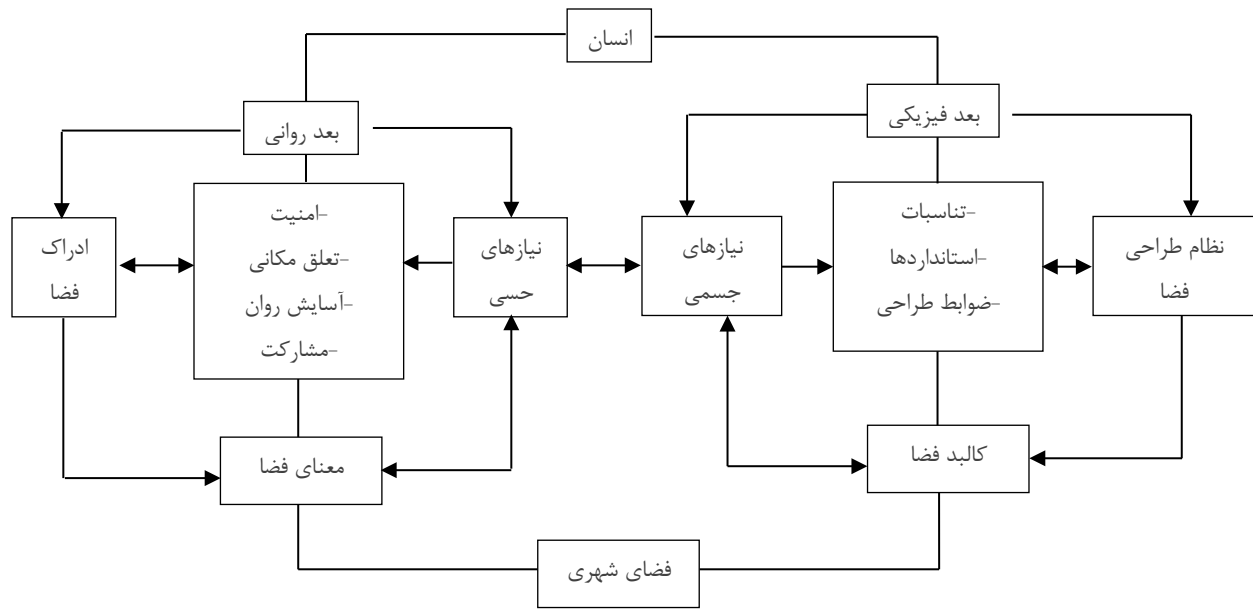 انسان
بعد فیزیکی
بعد روانی
نظام طراحی
فضا
-تناسبات
-استانداردها
-ضوابط طراحی
نیازهای
جسمی
نیازهای
حسی
-امنیت
-تعلق مکانی
-آسایش روان
-مشارکت
ادراک
فضا
کالبد فضا
معنای فضا
فضای شهری